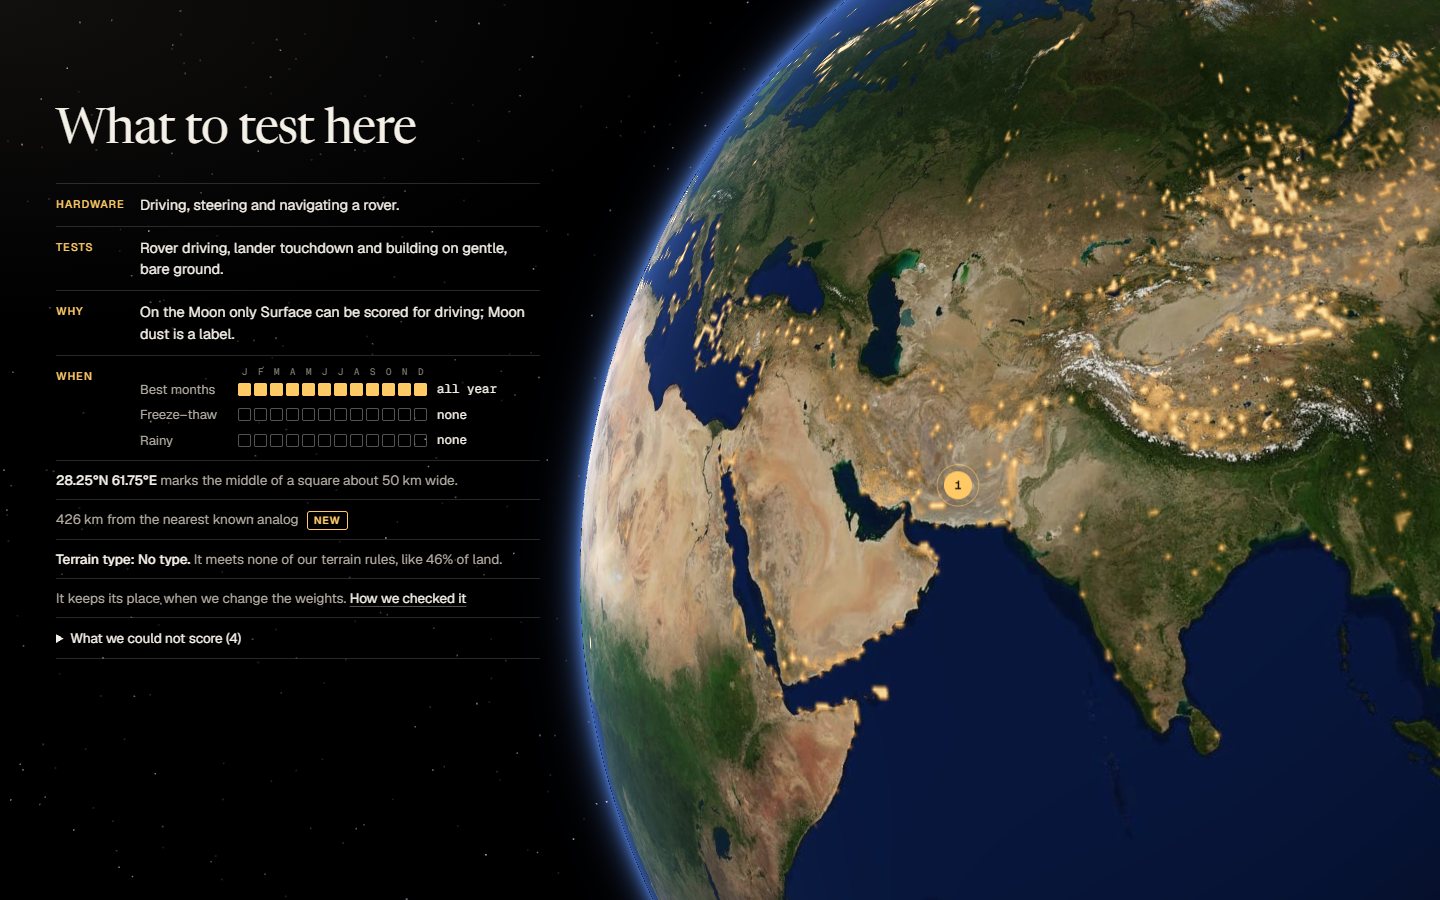 What to test here
HARDWARE Driving, steering and navigating a rover.
TESTS Rover driving, lander touchdown and building on gentle,
bare ground.
WHY On the Moon only Surface can be scored for driving; Moon
dust is a label.
J F M A M J J A S O N D
WHEN Best months all year
Freeze–thaw none
Rainy none
28.25°N 61.75°E marks the middle of a square about 50 km wide.
426 km from the nearest known analog NEW
Terrain type: No type. It meets none of our terrain rules, like 46% of land.
It keeps its place when we change the weights. How we checked it
▶ What we could not score (4)
1